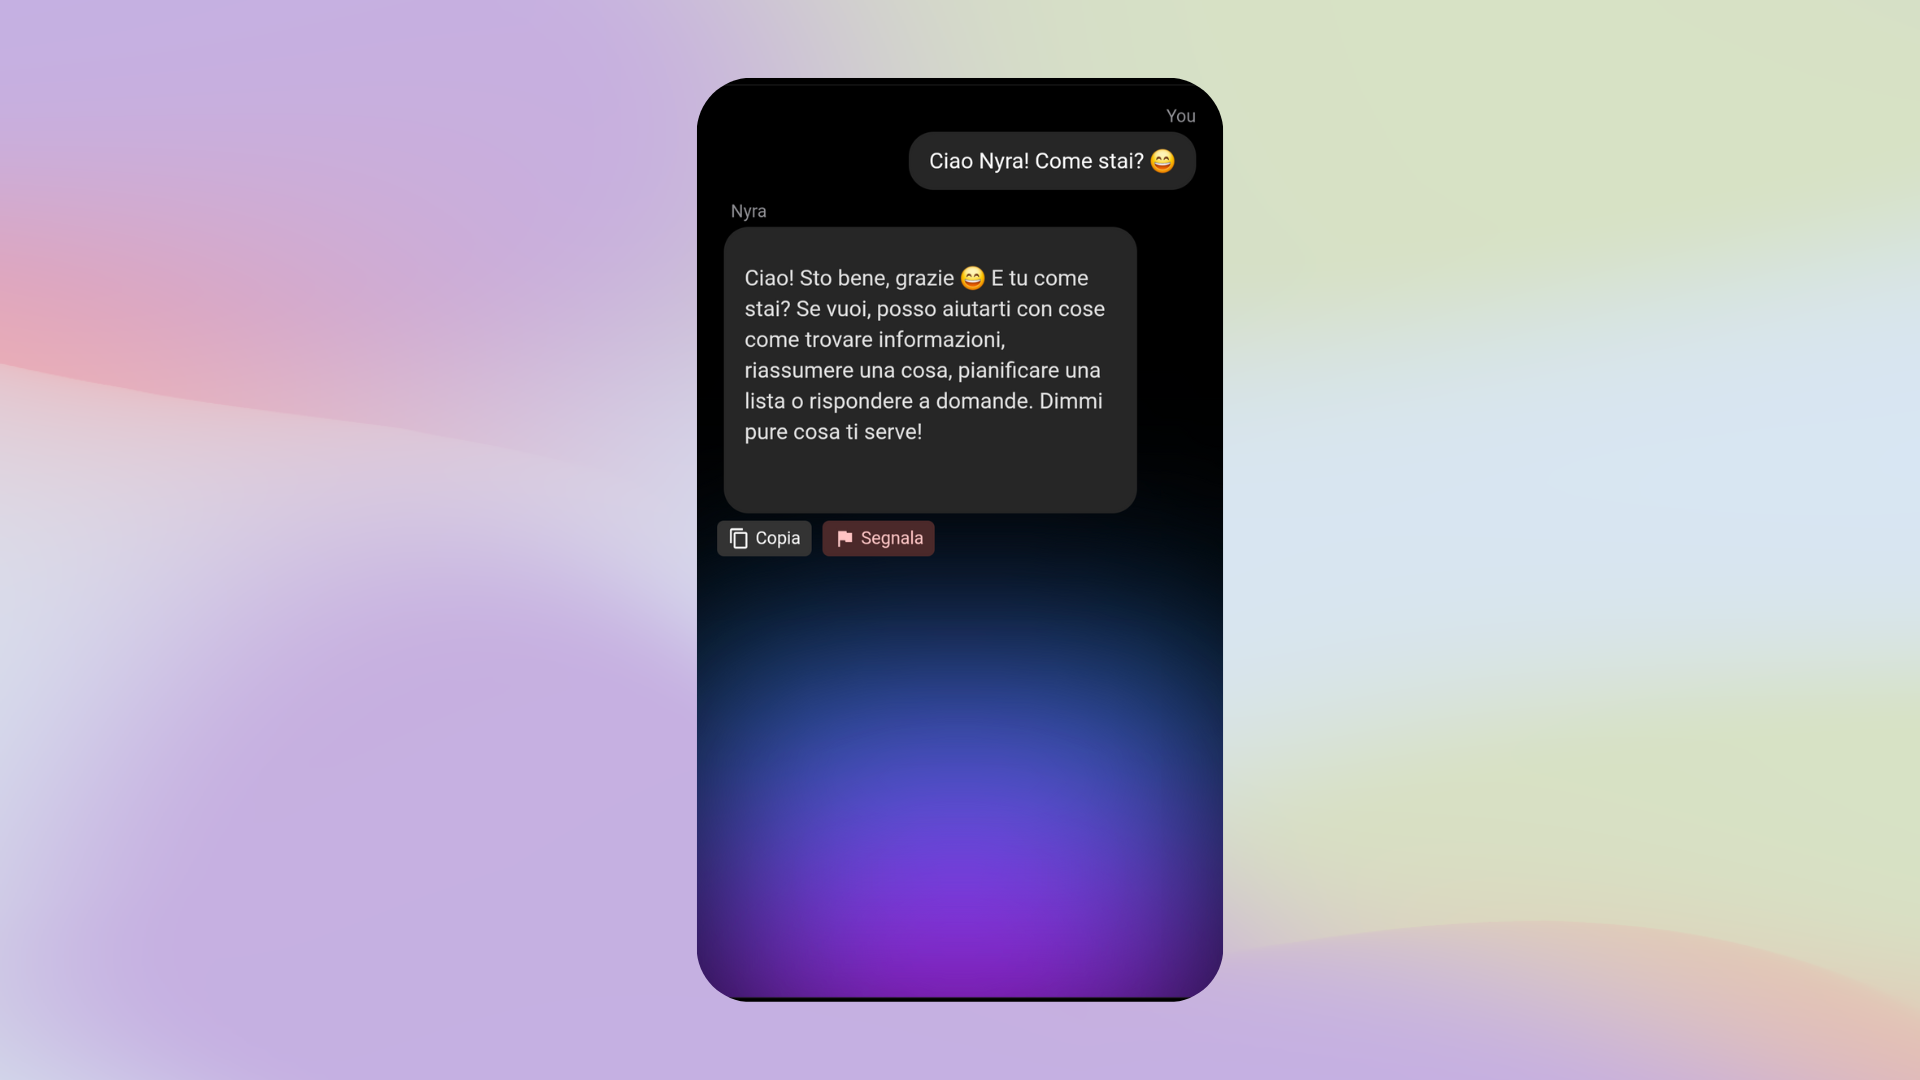 You
Ciao Nyra! Come stai? 😄
Nyra
Ciao! Sto bene, grazie 😄 E tu come
stai? Se vuoi, posso aiutarti con cose
come trovare informazioni,
riassumere una cosa, pianificare una
lista o rispondere a domande. Dimmi
pure cosa ti serve!
Copia
Segnala